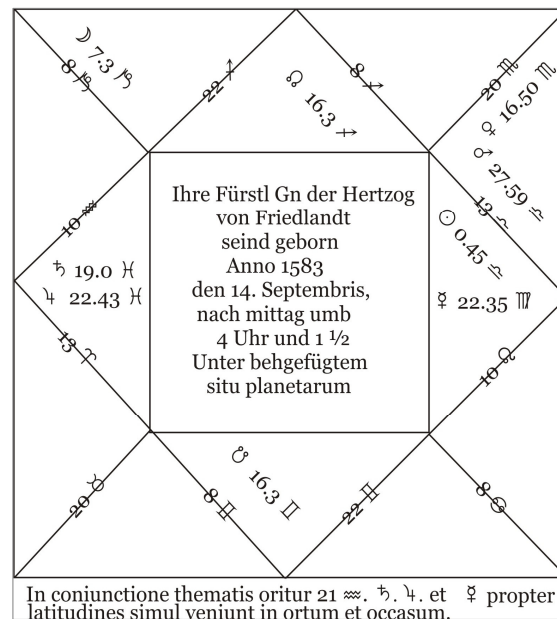 ☽ 7.3 ♑
8 ♑
22 ♐
☊ 16.3 ♐
8 ♐
20 ♏
♀ 16.50 ♏
♂ 27.59 ♎
13 ♎
☉ 0.45 ♎
☿ 22.35 ♍
10 ♒
♄ 19.0 ♓
♃ 22.43 ♓
13 ♈
Ihre Fürstl Gn der Hertzog
von Friedlandt
seind geborn
Anno 1583
den 14. Septembris,
nach mittag umb
4 Uhr und 1 ½
Unter behgefügtem
situ planetarum
10 ♌
20 ♉
8 ♊
☋ 16.3 ♊
22 ♊
8 ♋
In coniunctione thematis oritur 21 ♒. ♄. ♃. et ☿ propter
latitudines simul veniunt in ortum et occasum.